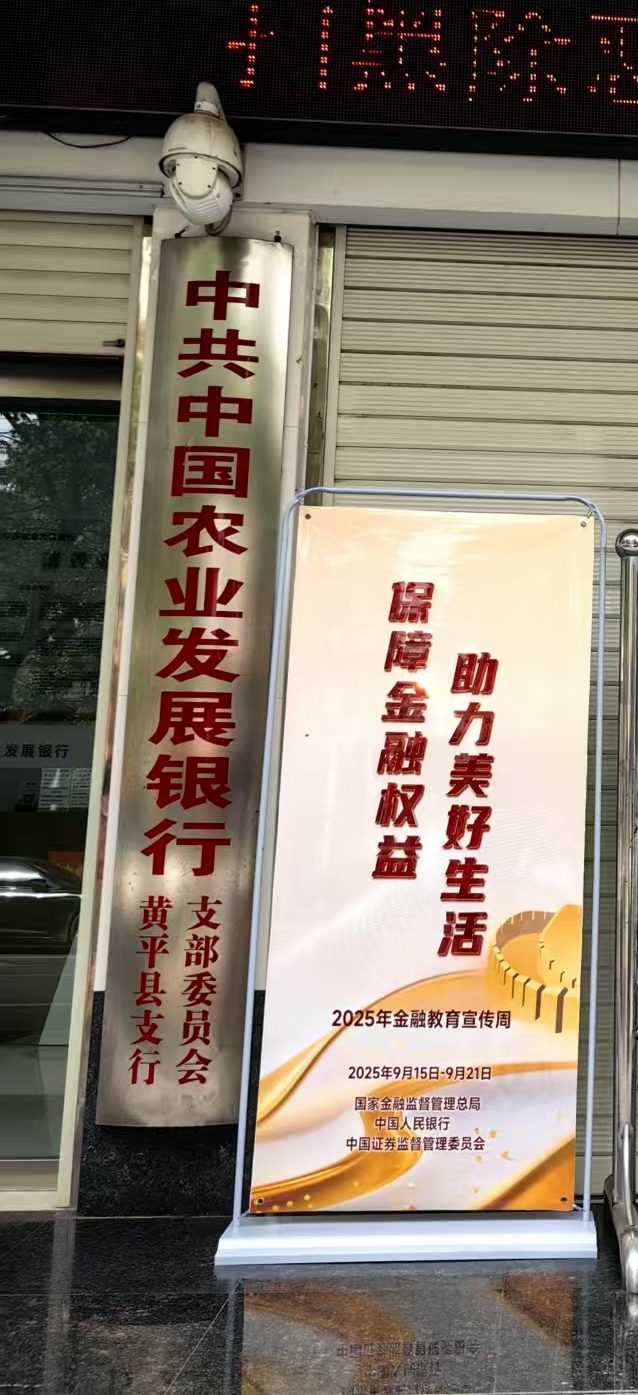 黑除恶
中共中国农业发展银行
黄平县支行
支部委员会
发展银行
保障金融权益
助力美好生活
2025年金融教育宣传周
2025年9月15日-9月21日
国家金融监督管理总局
中国人民银行
中国证券监督管理委员会